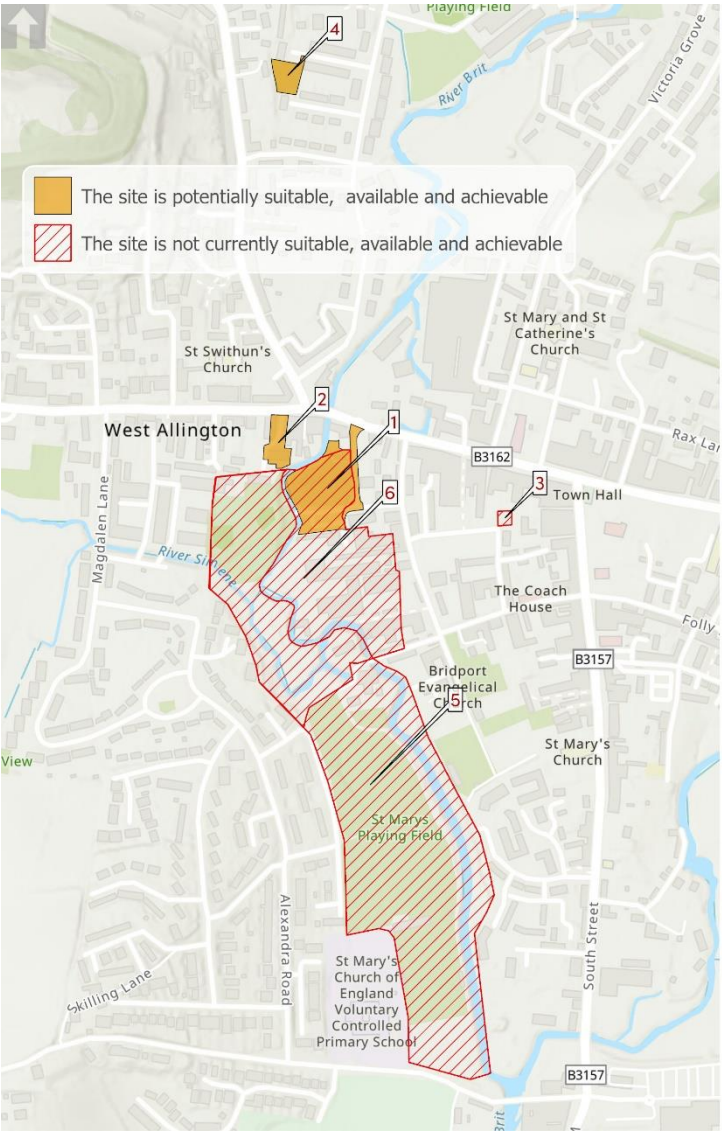 Playing Field
4
River Brit
Victoria Grove
The site is potentially suitable, available and achievable
The site is not currently suitable, available and achievable
St Mary and St
Catherine's
Church
St Swithun's
Church
2
West Allington
1
B3162
Rax
3
Town Hall
6
Magdalen Lane
River Simene
The Coach
House
Folly
B3157
Bridport
Evangelical
Church
5
St Mary's
Church
View
St Marys
Playing Field
Alexandra Road
South Street
St Mary's
Church of
England
Voluntary
Controlled
Primary School
Skilling Lane
B3157
Brit